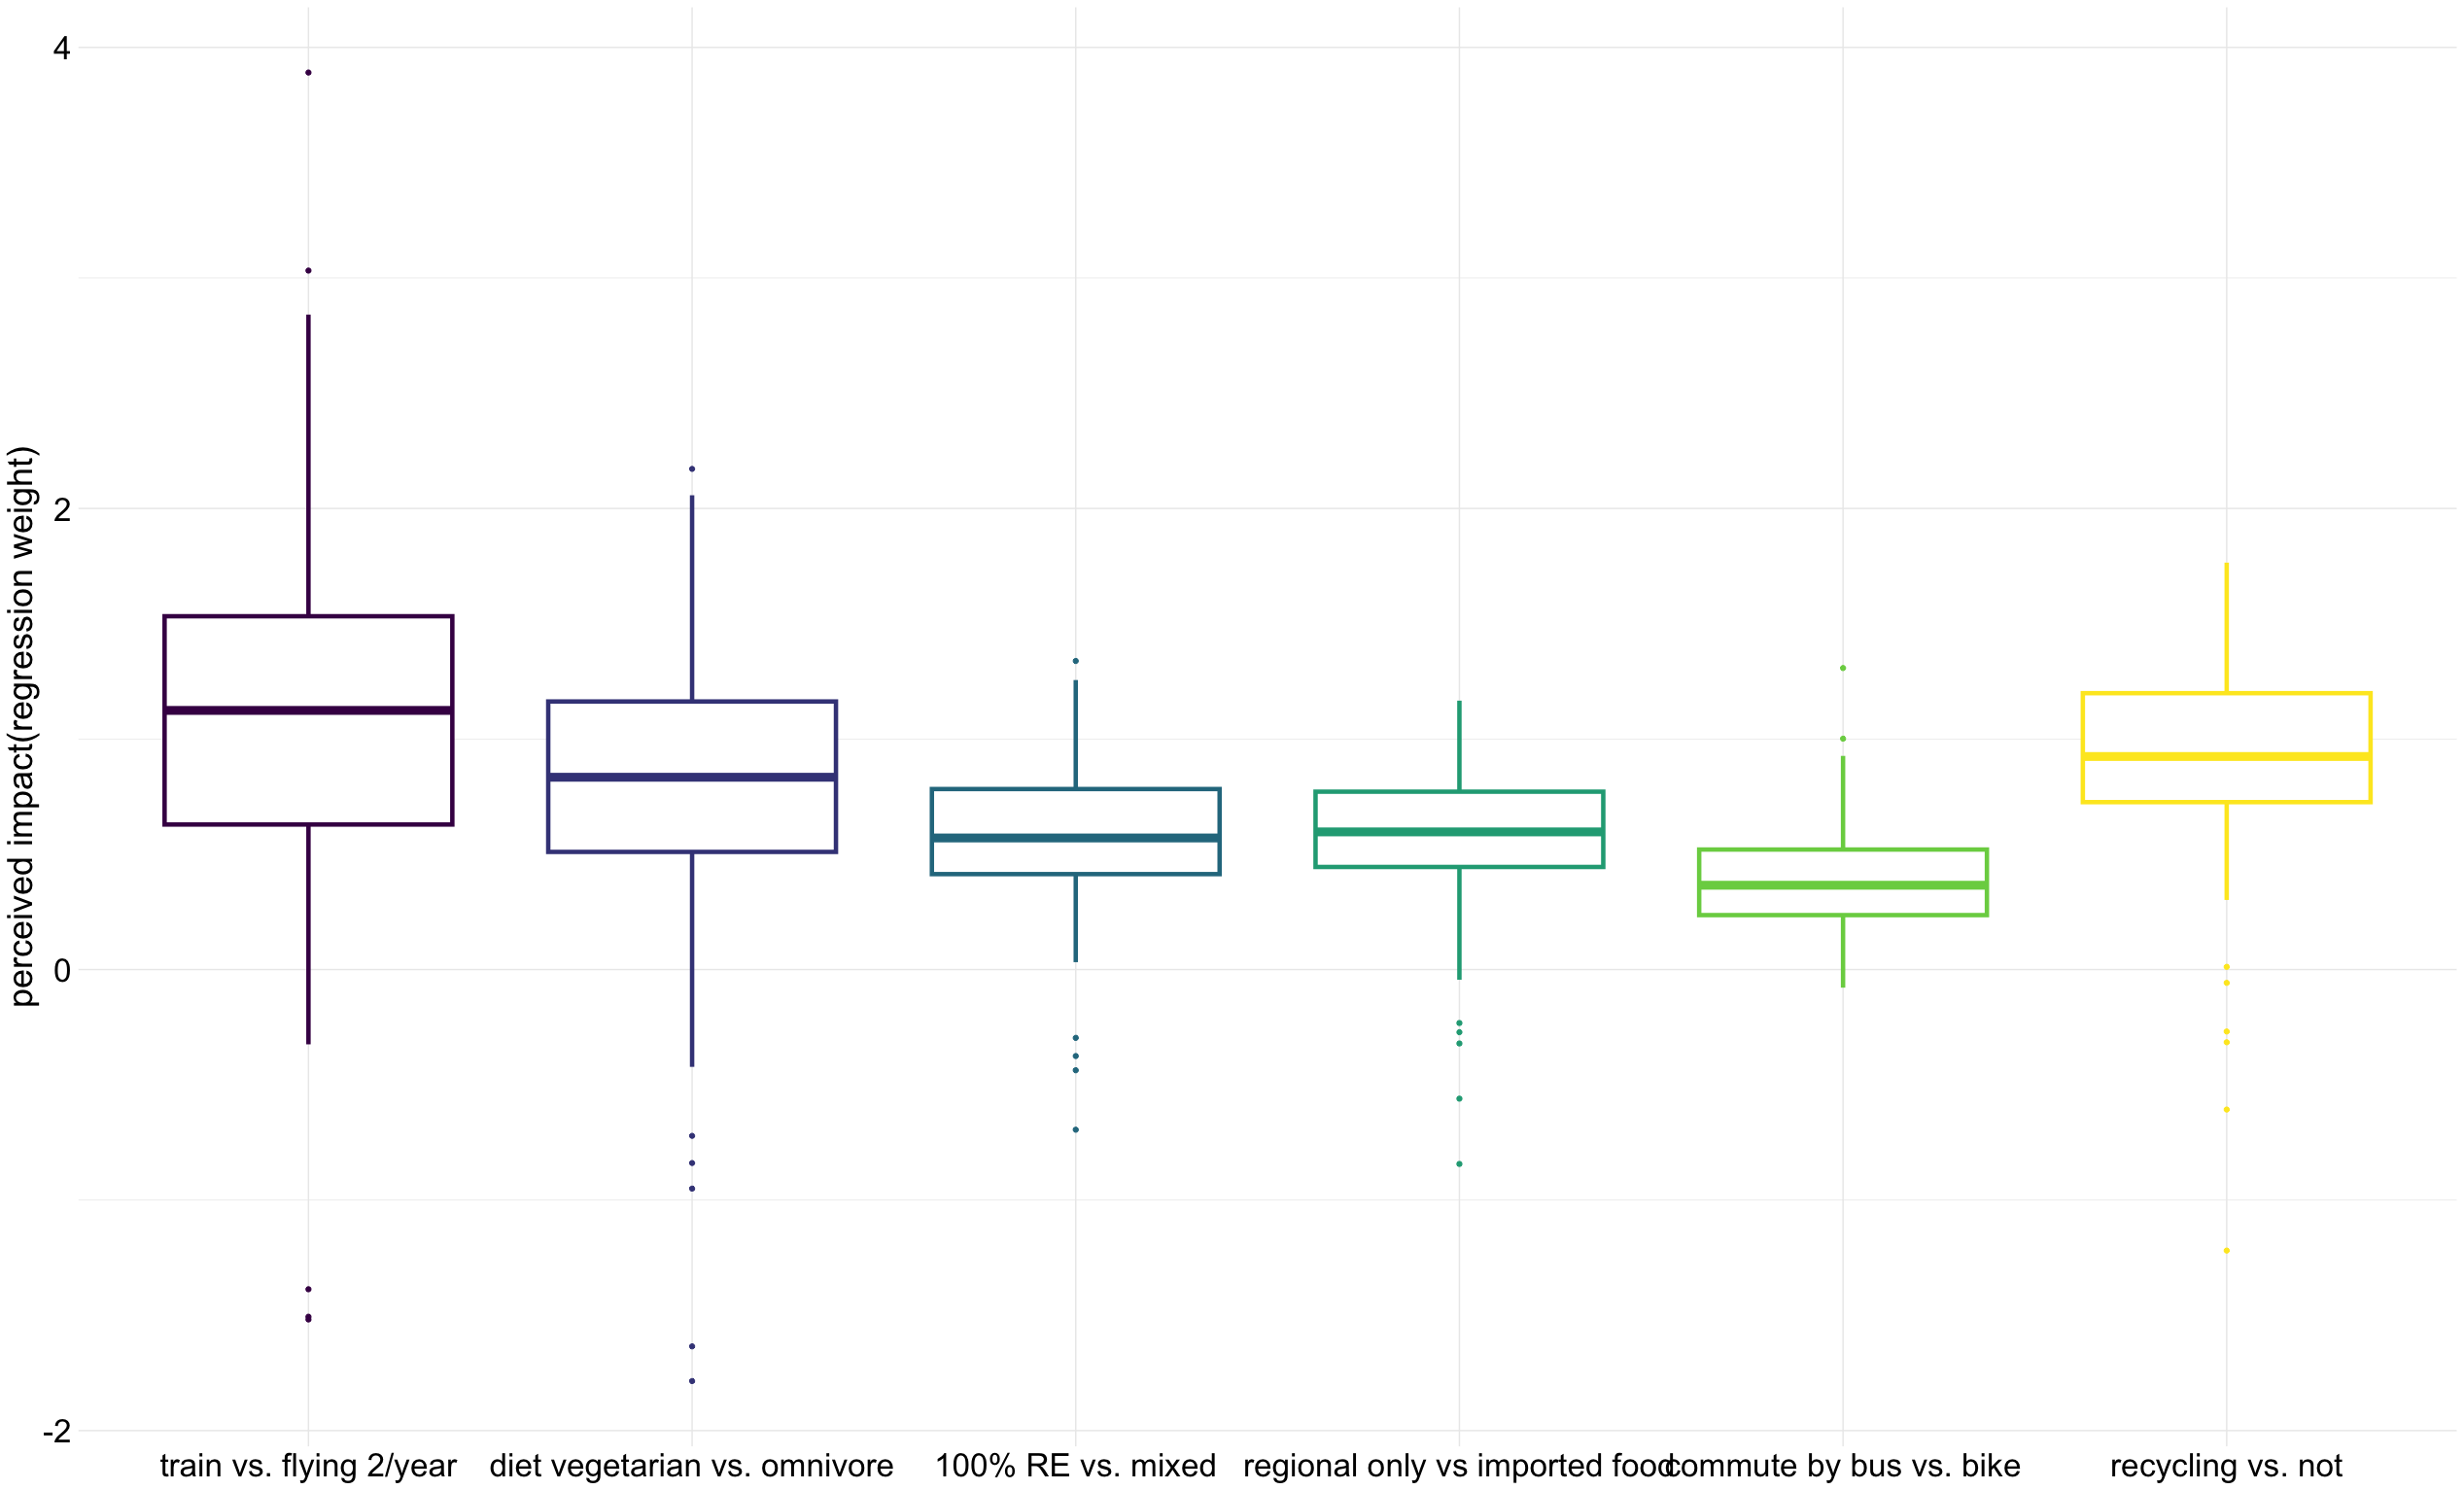 perceived impact(regression weight)
4
2
0
-2
train vs. flying 2/year
diet vegetarian vs. omnivore
100% RE vs. mixed
regional only vs imported food
commute by bus vs. bike
recycling vs. not